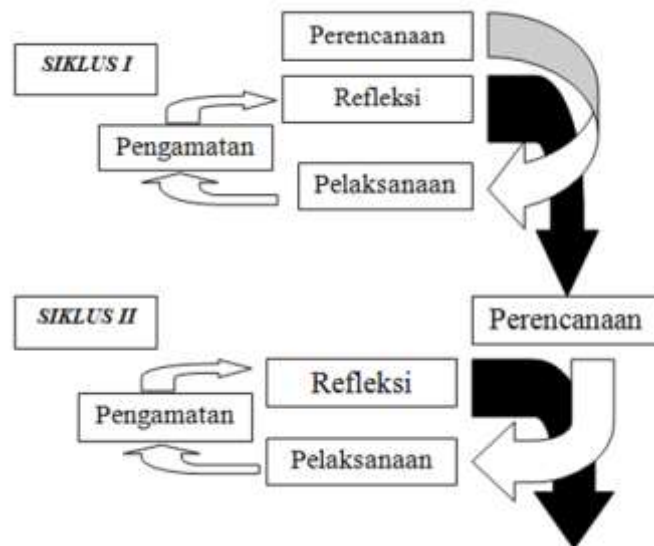 Perencanaan
SIKLUS I
Refleksi
Pengamatan
Pelaksanaan
SIKLUS II
Perencanaan
Refleksi
Pengamatan
Pelaksanaan